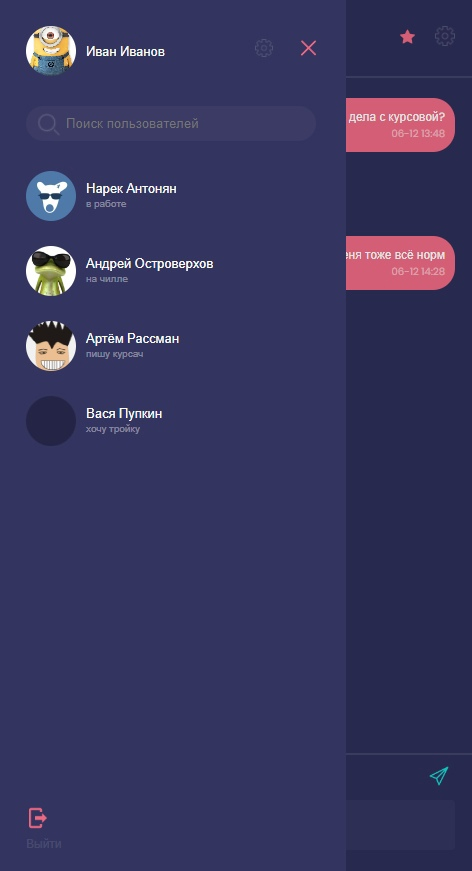 Иван Иванов
Поиск пользователей
Нарек Антонян
в работе
Андрей Островерхов
на чилле
Артём Рассман
пишу курсач
Вася Пупкин
хочу тройку
Выйти
дела с курсовой?
06-12 13:48
еня тоже всё норм
06-12 14:28